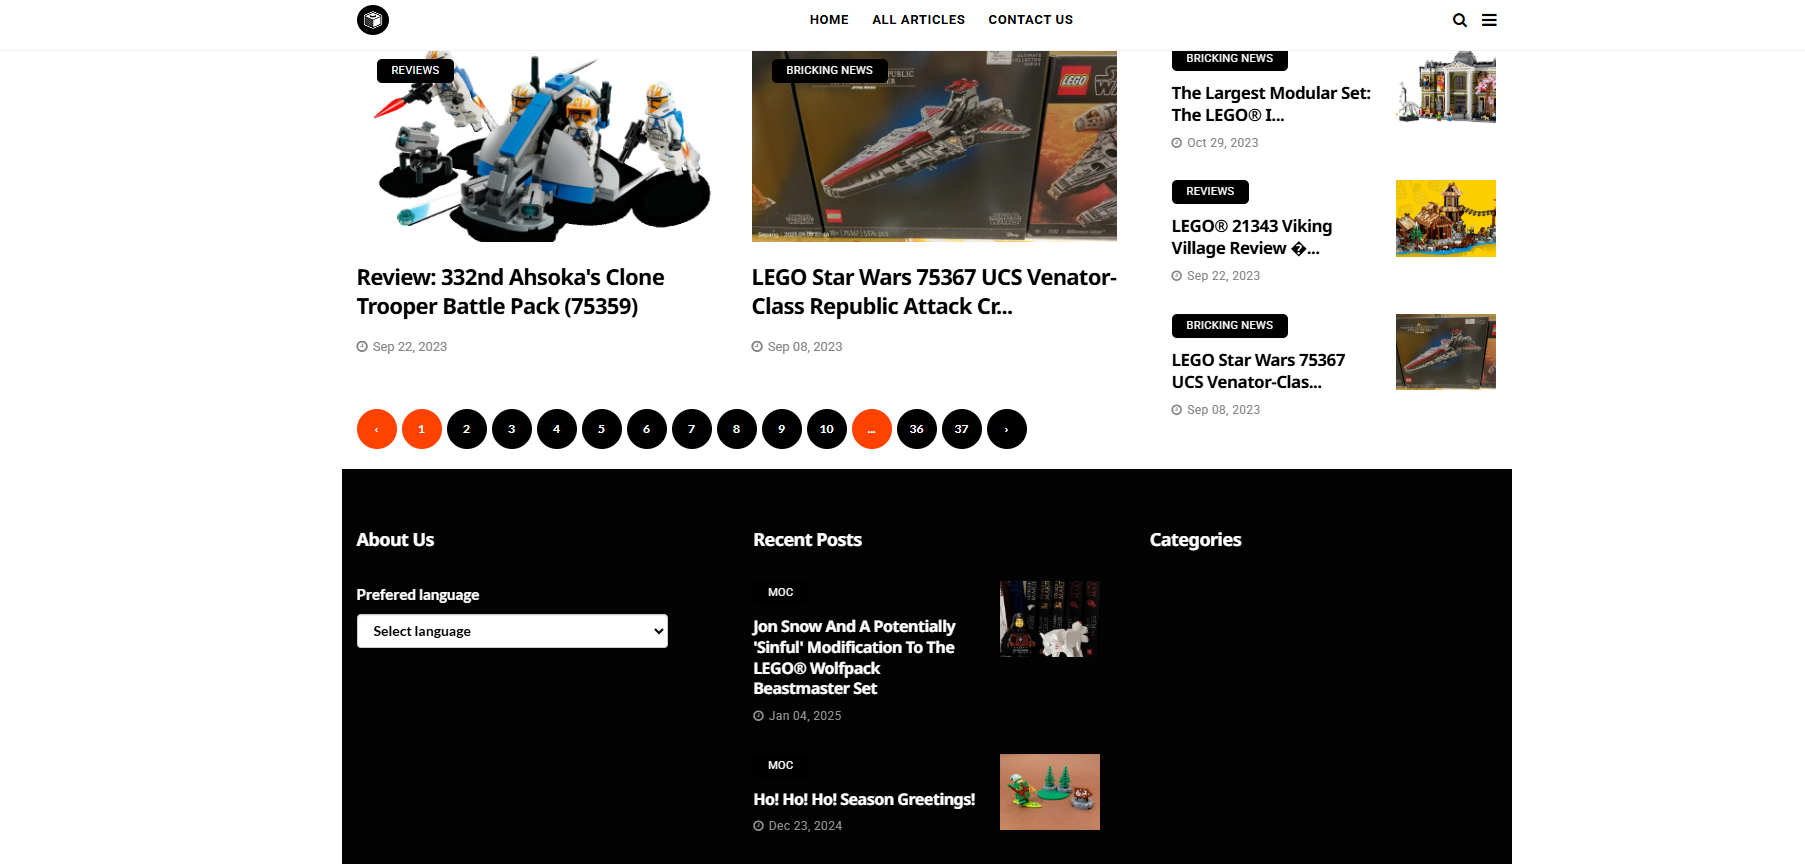 HOME ALL ARTICLES CONTACT US
REVIEWS
Review: 332nd Ahsoka's Clone
Trooper Battle Pack (75359)
Sep 22, 2023
BRICKING NEWS
LEGO
LEGO Star Wars 75367 UCS Venator-
Class Republic Attack Cr...
Sep 08, 2023
BRICKING NEWS
The Largest Modular Set:
The LEGO® I...
Oct 29, 2023
REVIEWS
LEGO® 21343 Viking
Village Review �...
Sep 22, 2023
BRICKING NEWS
LEGO Star Wars 75367
UCS Venator-Clas...
Sep 08, 2023
‹ 1 2 3 4 5 6 7 8 9 10 ... 36 37 ›
About Us
Prefered language
Select language
Recent Posts
MOC
Jon Snow And A Potentially
'Sinful' Modification To The
LEGO® Wolfpack
Beastmaster Set
Jan 04, 2025
MOC
Ho! Ho! Ho! Season Greetings!
Dec 23, 2024
Categories